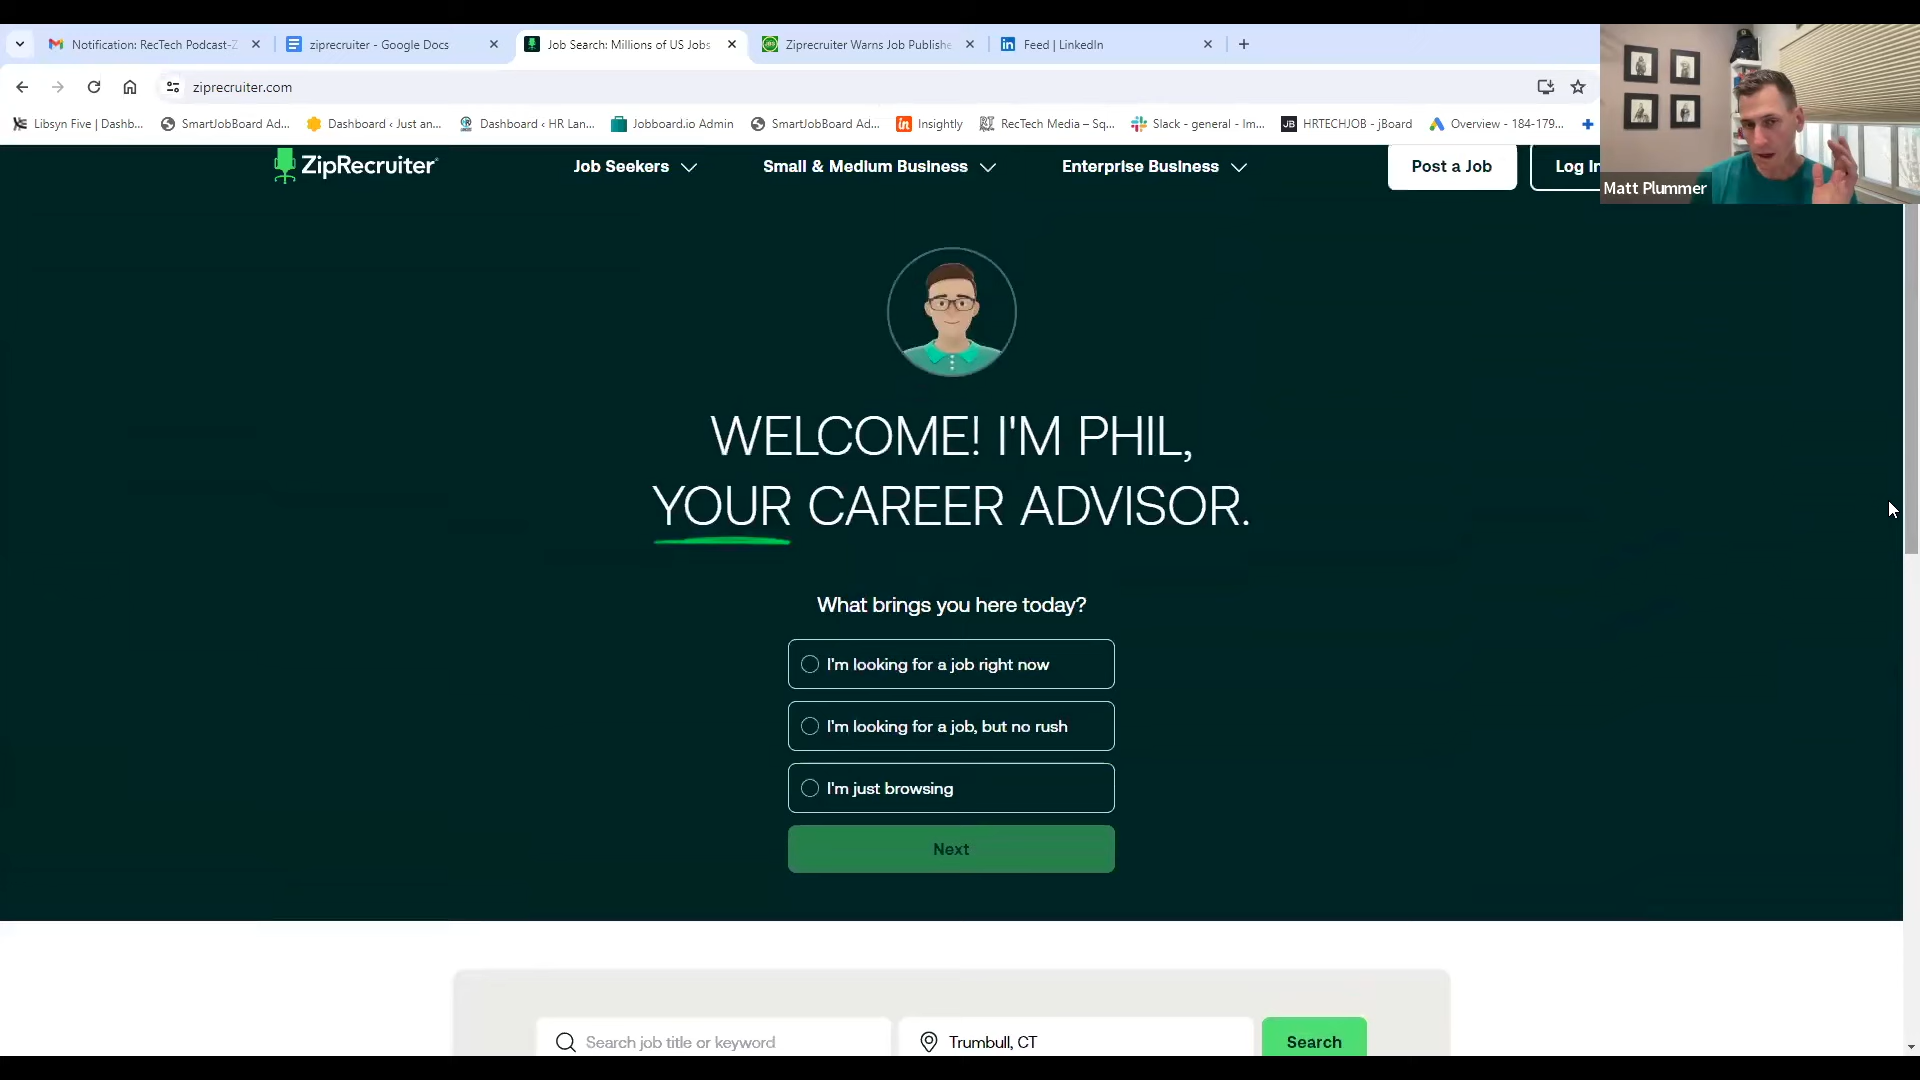 Notification: RecTech Podcast-Z
ziprecruiter - Google Docs
Job Search: Millions of US Jobs
Ziprecruiter Warns Job Publishe
Feed | LinkedIn
ziprecruiter.com
Libsyn Five | Dashb...
SmartJobBoard Ad...
Dashboard ‹ Just an...
Dashboard ‹ HR Lan...
Jobboard.io Admin
SmartJobBoard Ad...
Insightly
RecTech Media – Sq...
Slack - general - Im...
HRTECHJOB - jBoard
Overview - 184-179...
ZipRecruiter
Job Seekers
Small & Medium Business
Enterprise Business
Post a Job
Log In
Matt Plummer
WELCOME! I'M PHIL,
YOUR CAREER ADVISOR.
What brings you here today?
I'm looking for a job right now
I'm looking for a job, but no rush
I'm just browsing
Next
Search job title or keyword
Trumbull, CT
Search